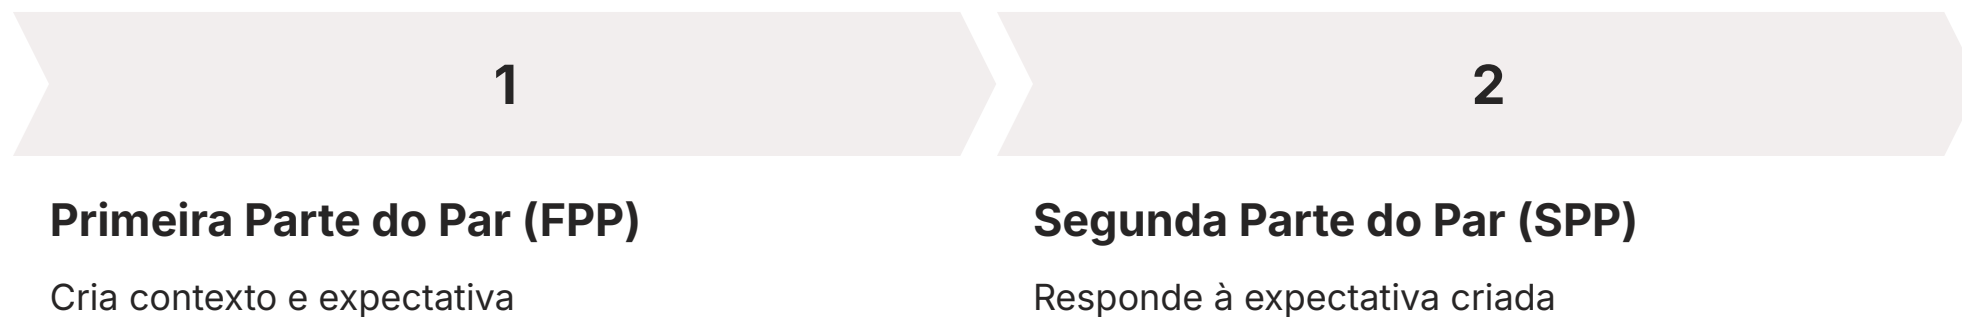 1
2
Primeira Parte do Par (FPP)
Segunda Parte do Par (SPP)
Cria contexto e expectativa
Responde à expectativa criada